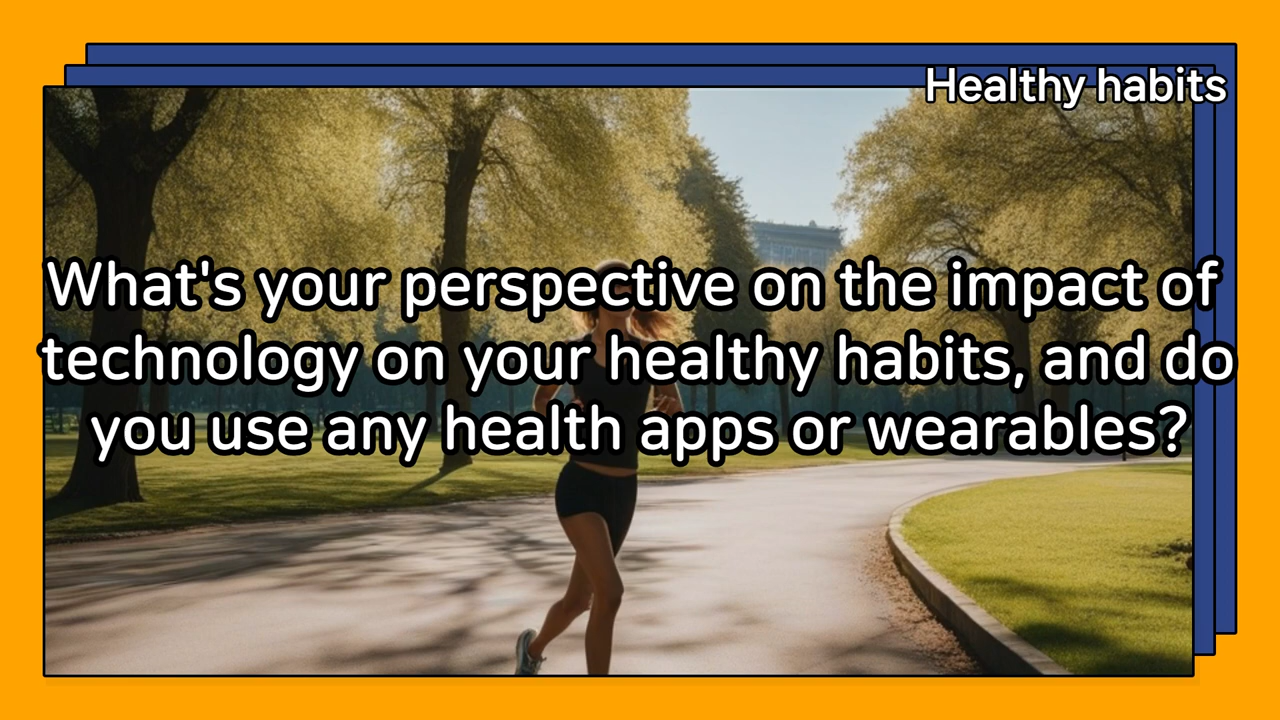 Healthy habits
What's your perspective on the impact of
technology on your healthy habits, and do
you use any health apps or wearables?